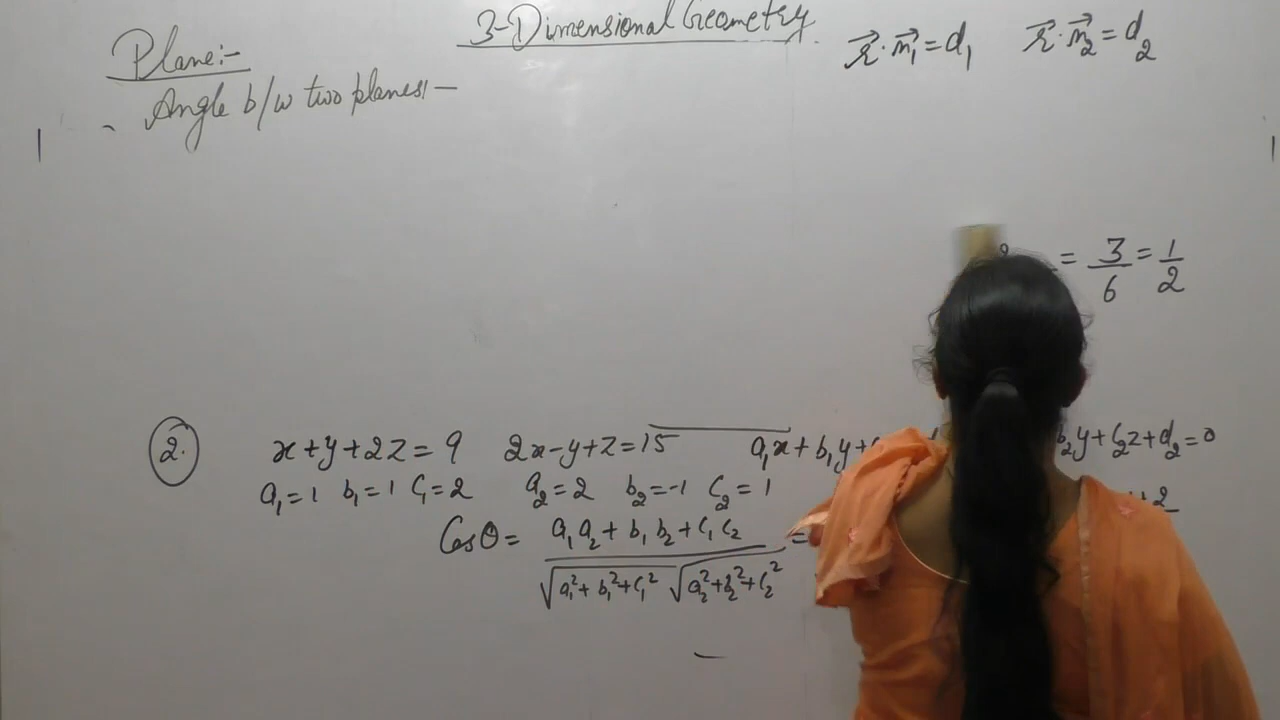 3-Dimensional Geometry
Plane:-
Angle b/w two planes:-
r⃗·n⃗₁=d₁ r⃗·n⃗₂=d₂
= 3/6 = 1/2
2. x+y+2z=9 2x-y+z=15 a₁x+b₁y+ b₂y+c₂z+d₂=0
a₁=1 b₁=1 c₁=2 a₂=2 b₂=-1 c₂=1
Cosθ= (a₁a₂+b₁b₂+c₁c₂)/(√(a₁²+b₁²+c₁²) √(a₂²+b₂²+c₂²)) =